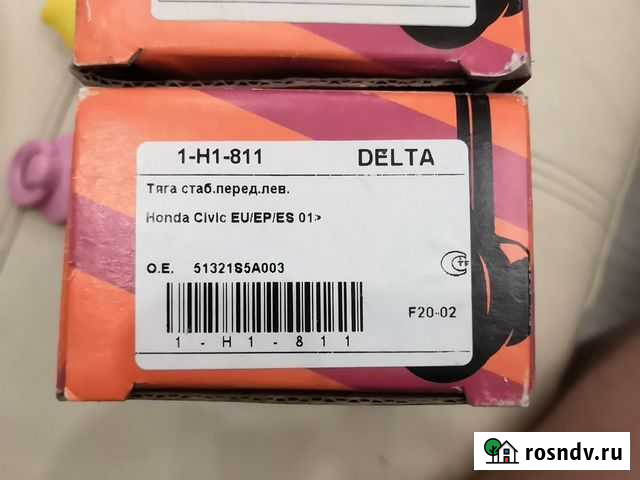 1-H1-811 DELTA
Тяга стаб.перед.лев.
Honda Civic EU/EP/ES 01>
O.E. 51321S5A003
F20-02
1-H1-811
rosndv.ru